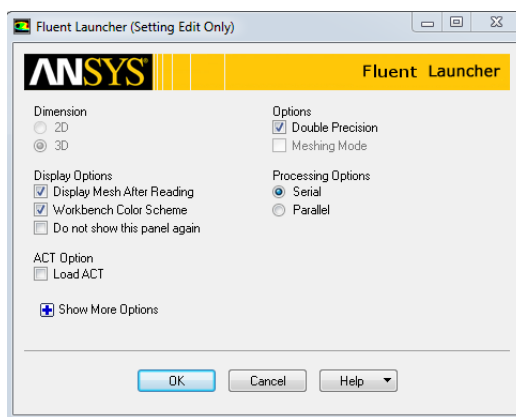 Fluent Launcher (Setting Edit Only)
ANSYS®
Fluent Launcher
Dimension
2D
3D
Options
Double Precision
Meshing Mode
Display Options
Display Mesh After Reading
Workbench Color Scheme
Do not show this panel again
Processing Options
Serial
Parallel
ACT Option
Load ACT
Show More Options
OK
Cancel
Help